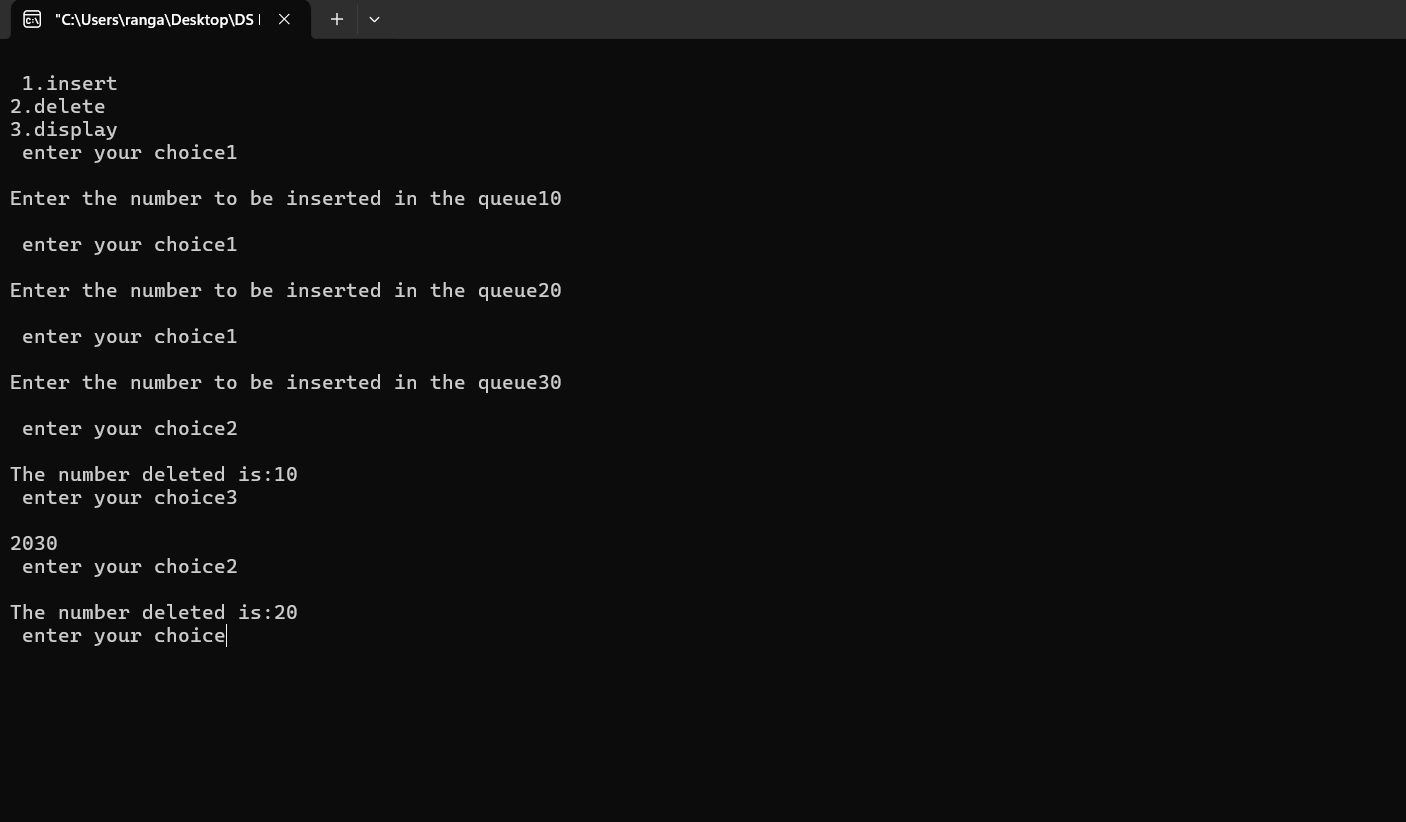 "C:\Users\ranga\Desktop\DS
1.insert
2.delete
3.display
enter your choice1
Enter the number to be inserted in the queue10
enter your choice1
Enter the number to be inserted in the queue20
enter your choice1
Enter the number to be inserted in the queue30
enter your choice2
The number deleted is:10
enter your choice3
2030
enter your choice2
The number deleted is:20
enter your choice